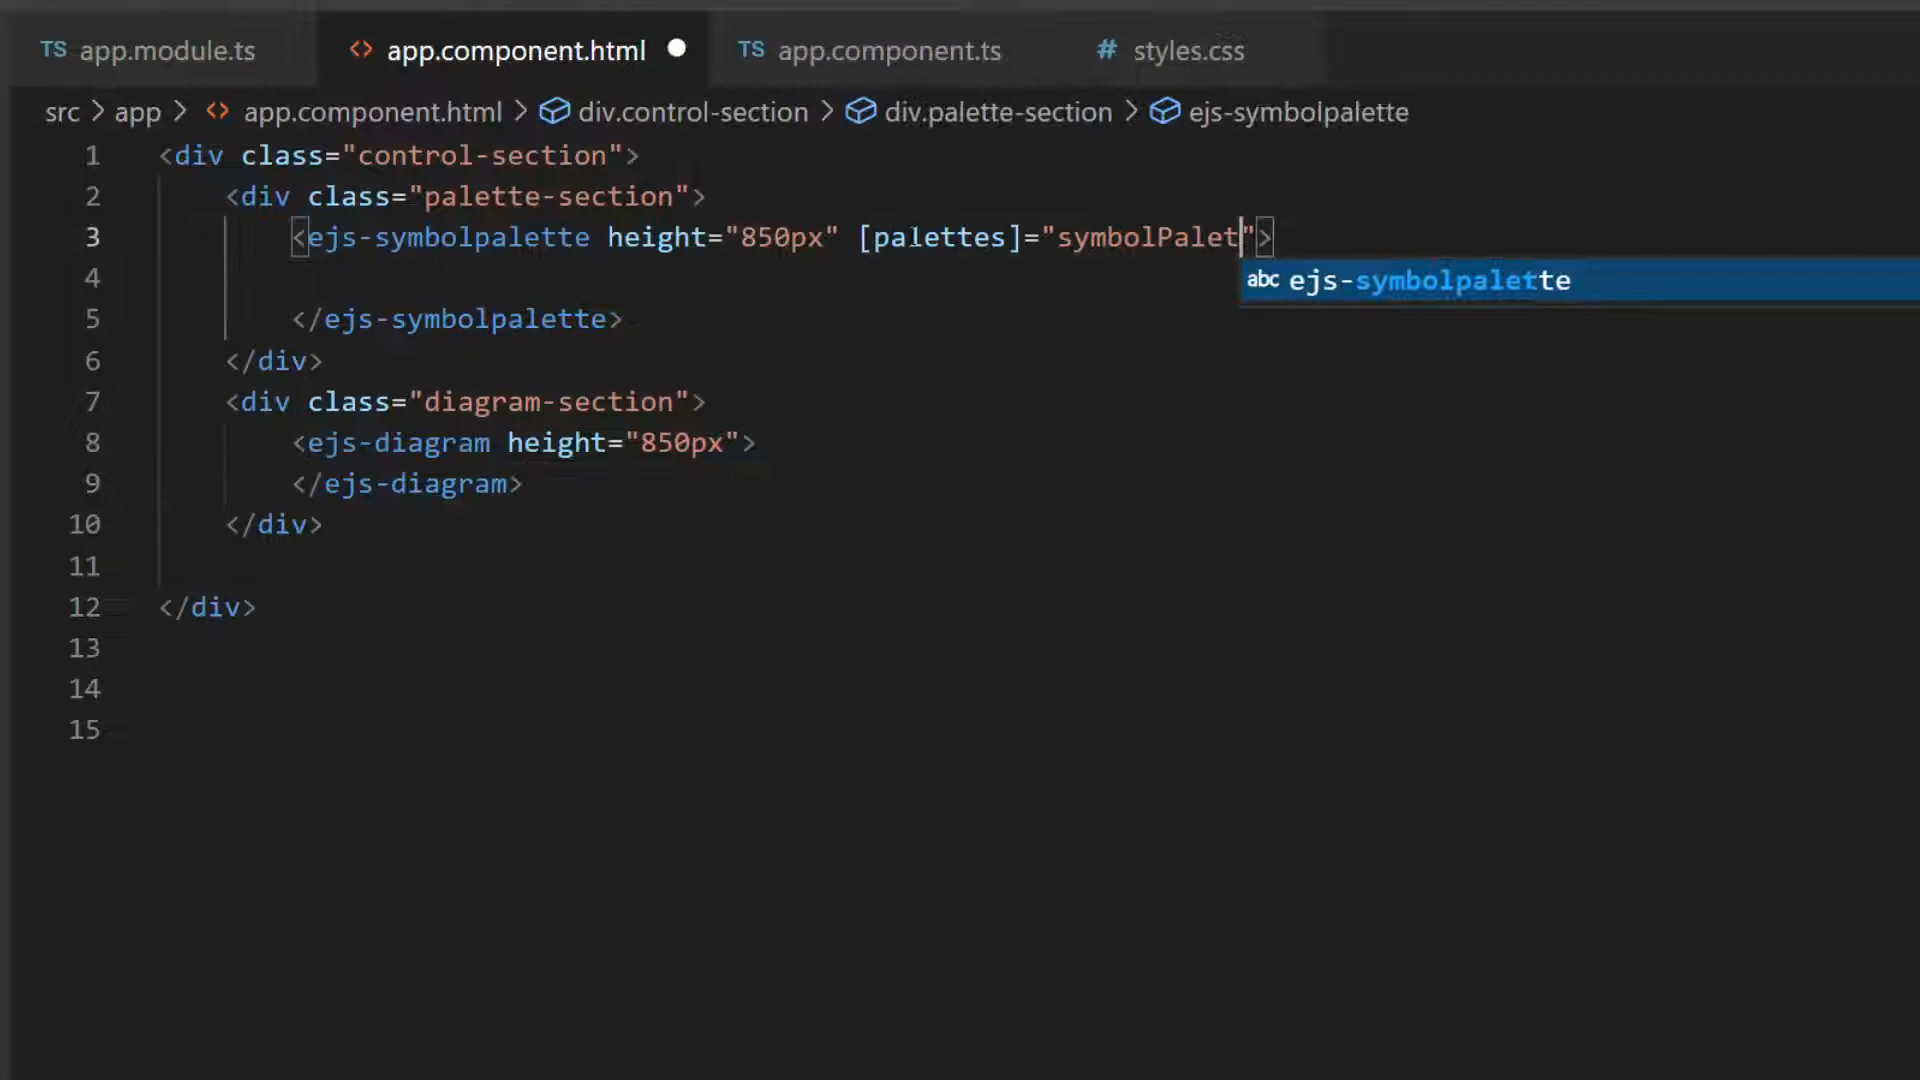 TS app.module.ts <> app.component.html TS app.component.ts # styles.css
src > app > <> app.component.html > div.control-section > div.palette-section > ejs-symbolpalette
1 <div class="control-section">
2 <div class="palette-section">
3 <ejs-symbolpalette height="850px" [palettes]="symbolPalet">
abc ejs-symbolpalette
4
5 </ejs-symbolpalette>
6 </div>
7 <div class="diagram-section">
8 <ejs-diagram height="850px">
9 </ejs-diagram>
10 </div>
11
12 </div>
13
14
15